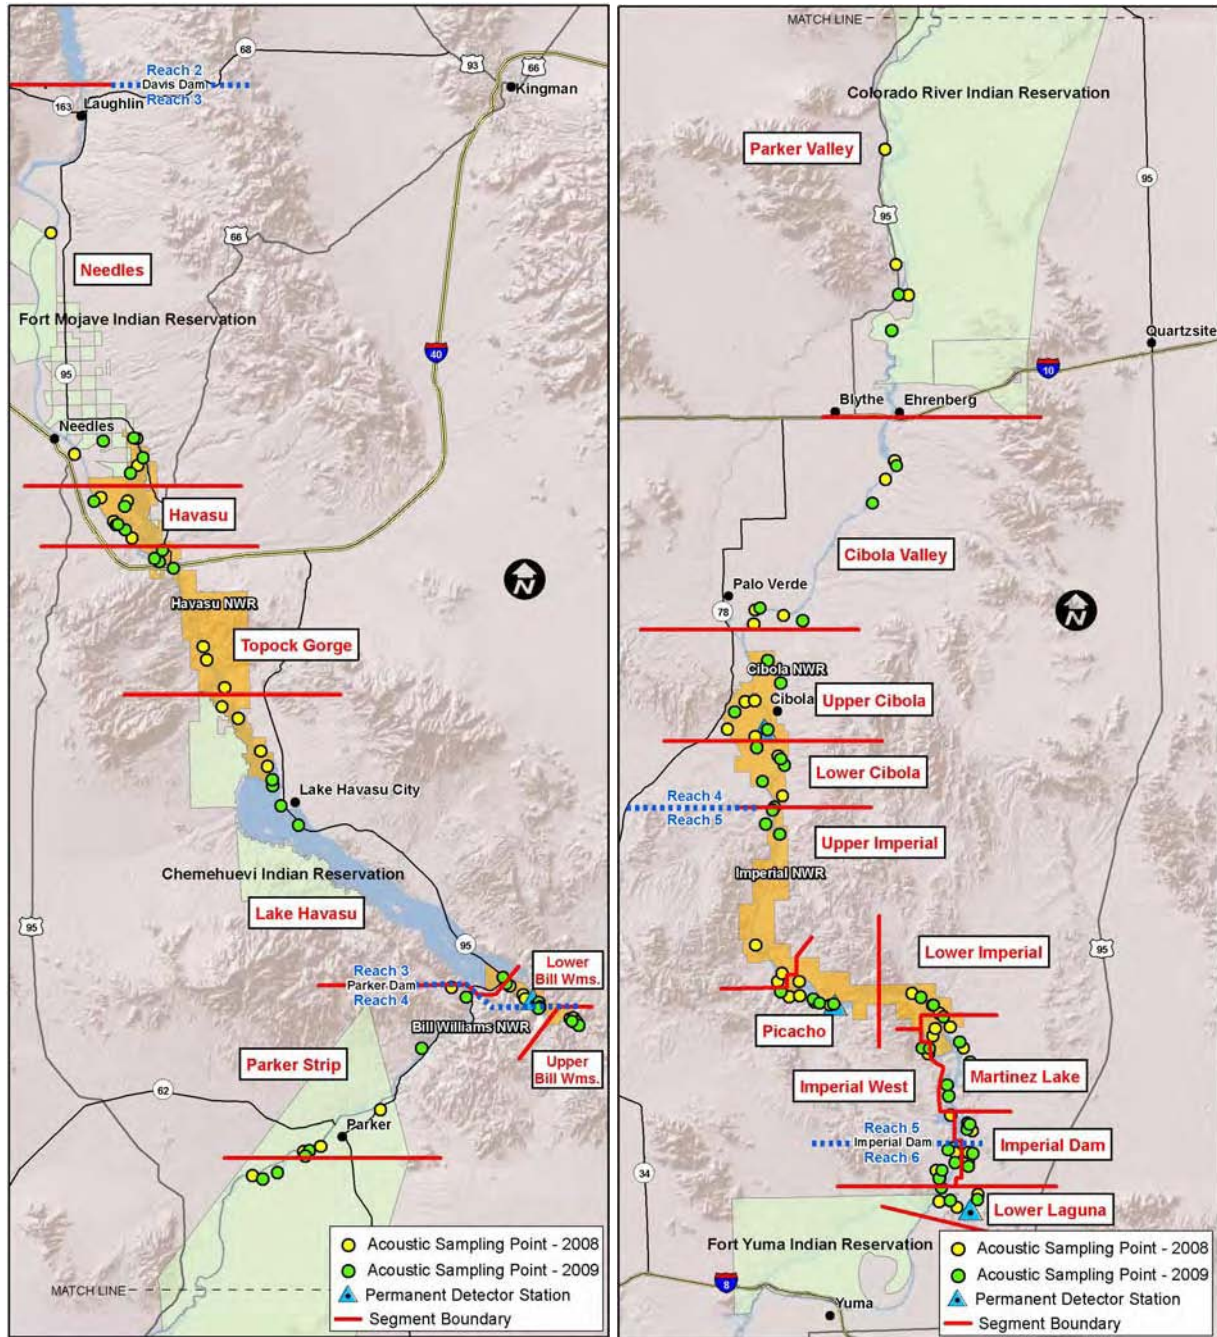 68
93
66
Reach 2
Davis Dam
Reach 3
Kingman
163
Laughlin
66
Needles
Fort Mojave Indian Reservation
40
95
Needles
Havasu
N
Havasu NWR
Topock Gorge
Lake Havasu City
Chemehuevi Indian Reservation
Lake Havasu
95
95
Lower
Bill Wms.
Reach 3
Parker Dam
Reach 4
Bill Williams NWR
Upper
Bill Wms.
Parker Strip
62
Parker
MATCH LINE
Acoustic Sampling Point - 2008
Acoustic Sampling Point - 2009
Permanent Detector Station
Segment Boundary
MATCH LINE
Colorado River Indian Reservation
Parker Valley
95
95
Quartzsite
10
Blythe
Ehrenberg
Cibola Valley
Palo Verde
78
N
Cibola NWR
Cibola
Upper Cibola
Lower Cibola
Reach 4
Reach 5
Upper Imperial
Imperial NWR
Lower Imperial
95
Picacho
Imperial West
Martinez Lake
Reach 5
Imperial Dam
Reach 6
Imperial Dam
34
Lower Laguna
Fort Yuma Indian Reservation
8
Yuma
Acoustic Sampling Point - 2008
Acoustic Sampling Point - 2009
Permanent Detector Station
Segment Boundary